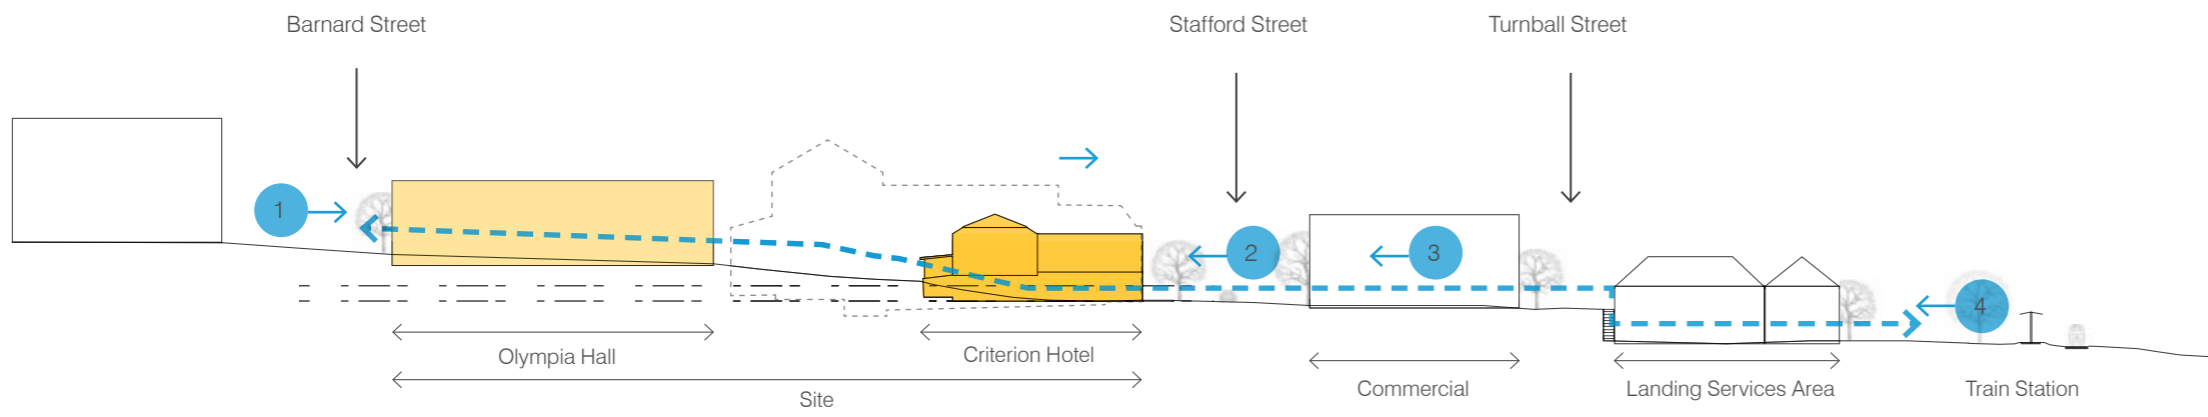 Barnard Street
Stafford Street
Turnball Street
1
2
3
4
Olympia Hall
Criterion Hotel
Commercial
Landing Services Area
Train Station
Site